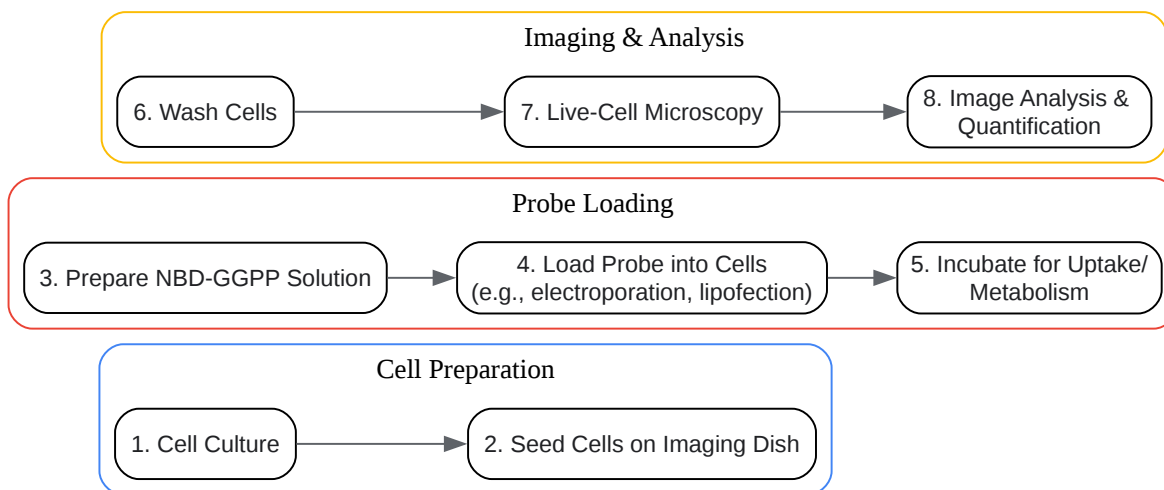 Imaging & Analysis
6. Wash Cells
7. Live-Cell Microscopy
8. Image Analysis &
Quantification
Probe Loading
3. Prepare NBD-GGPP Solution
4. Load Probe into Cells
(e.g., electroporation, lipofection)
5. Incubate for Uptake/
Metabolism
Cell Preparation
1. Cell Culture
2. Seed Cells on Imaging Dish